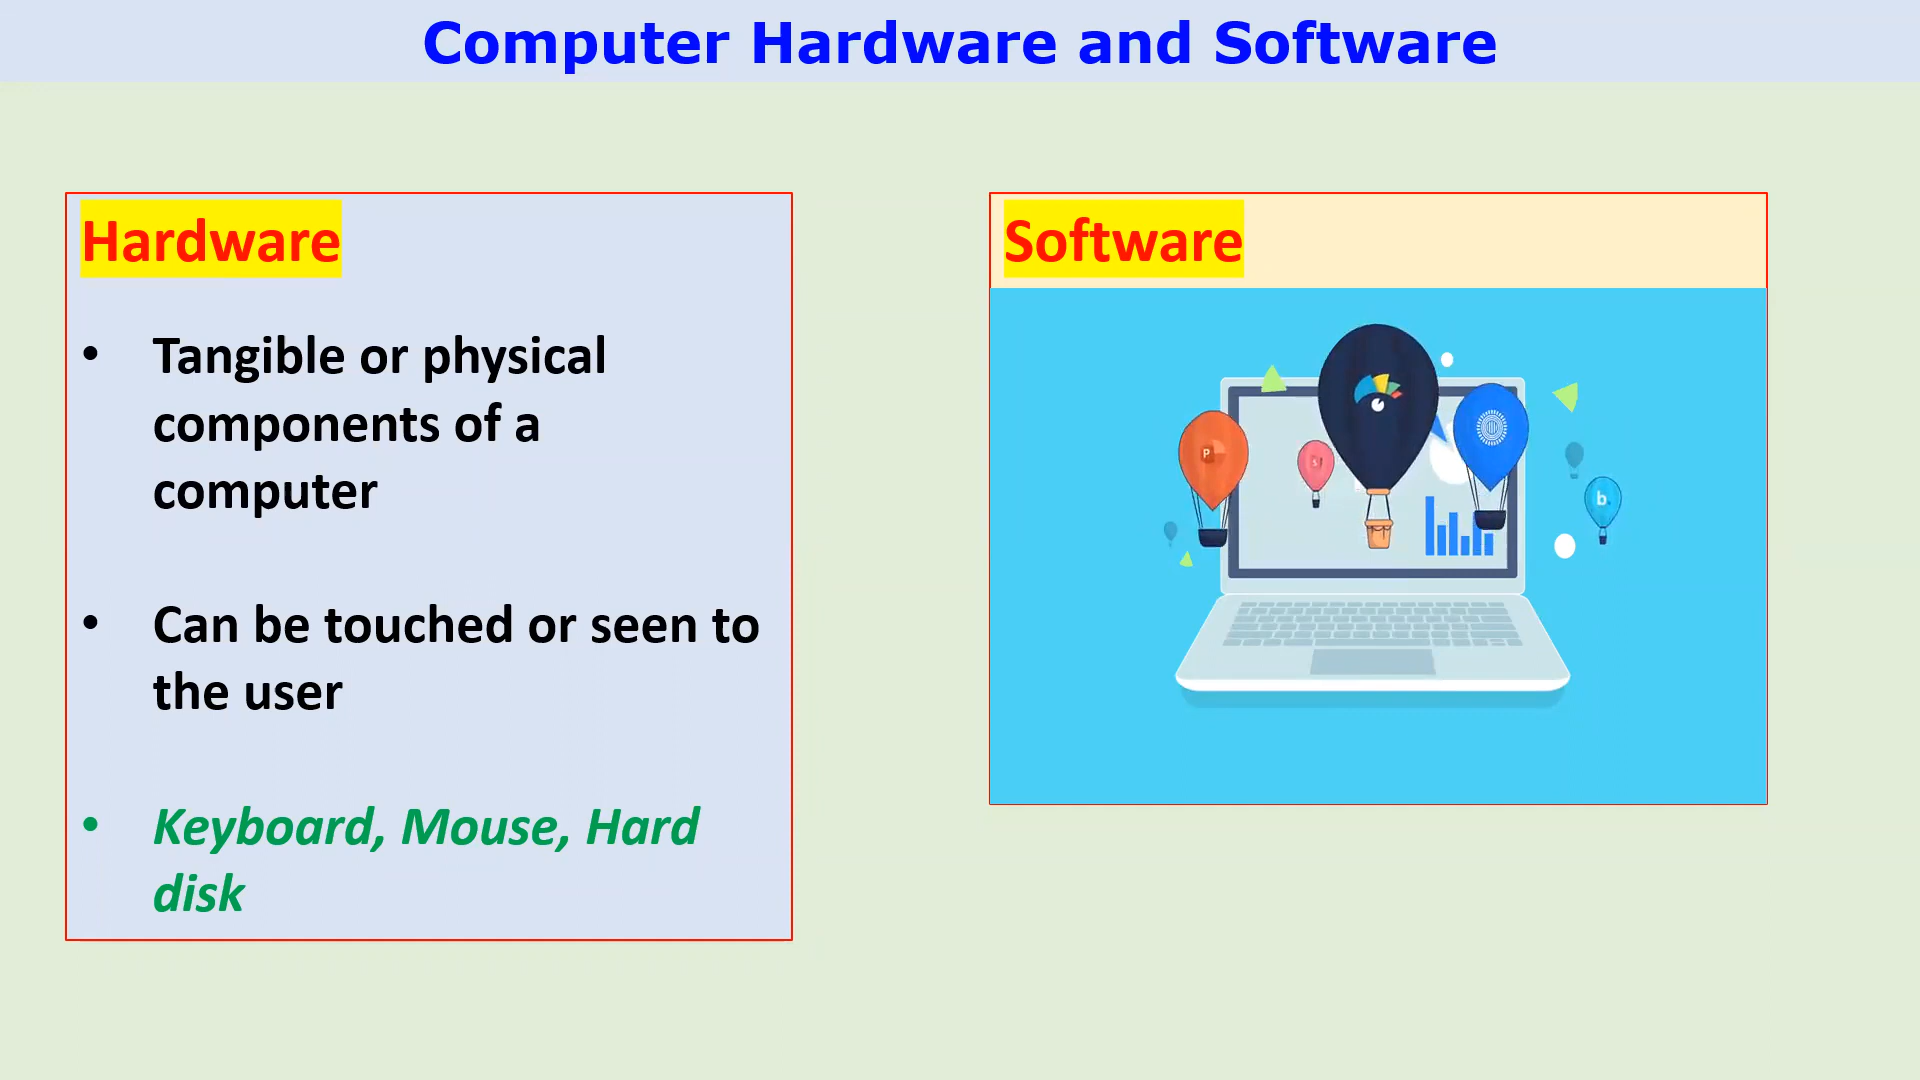 Computer Hardware and Software
Hardware
• Tangible or physical
components of a
computer
• Can be touched or seen to
the user
• Keyboard, Mouse, Hard
disk
Software
P
b